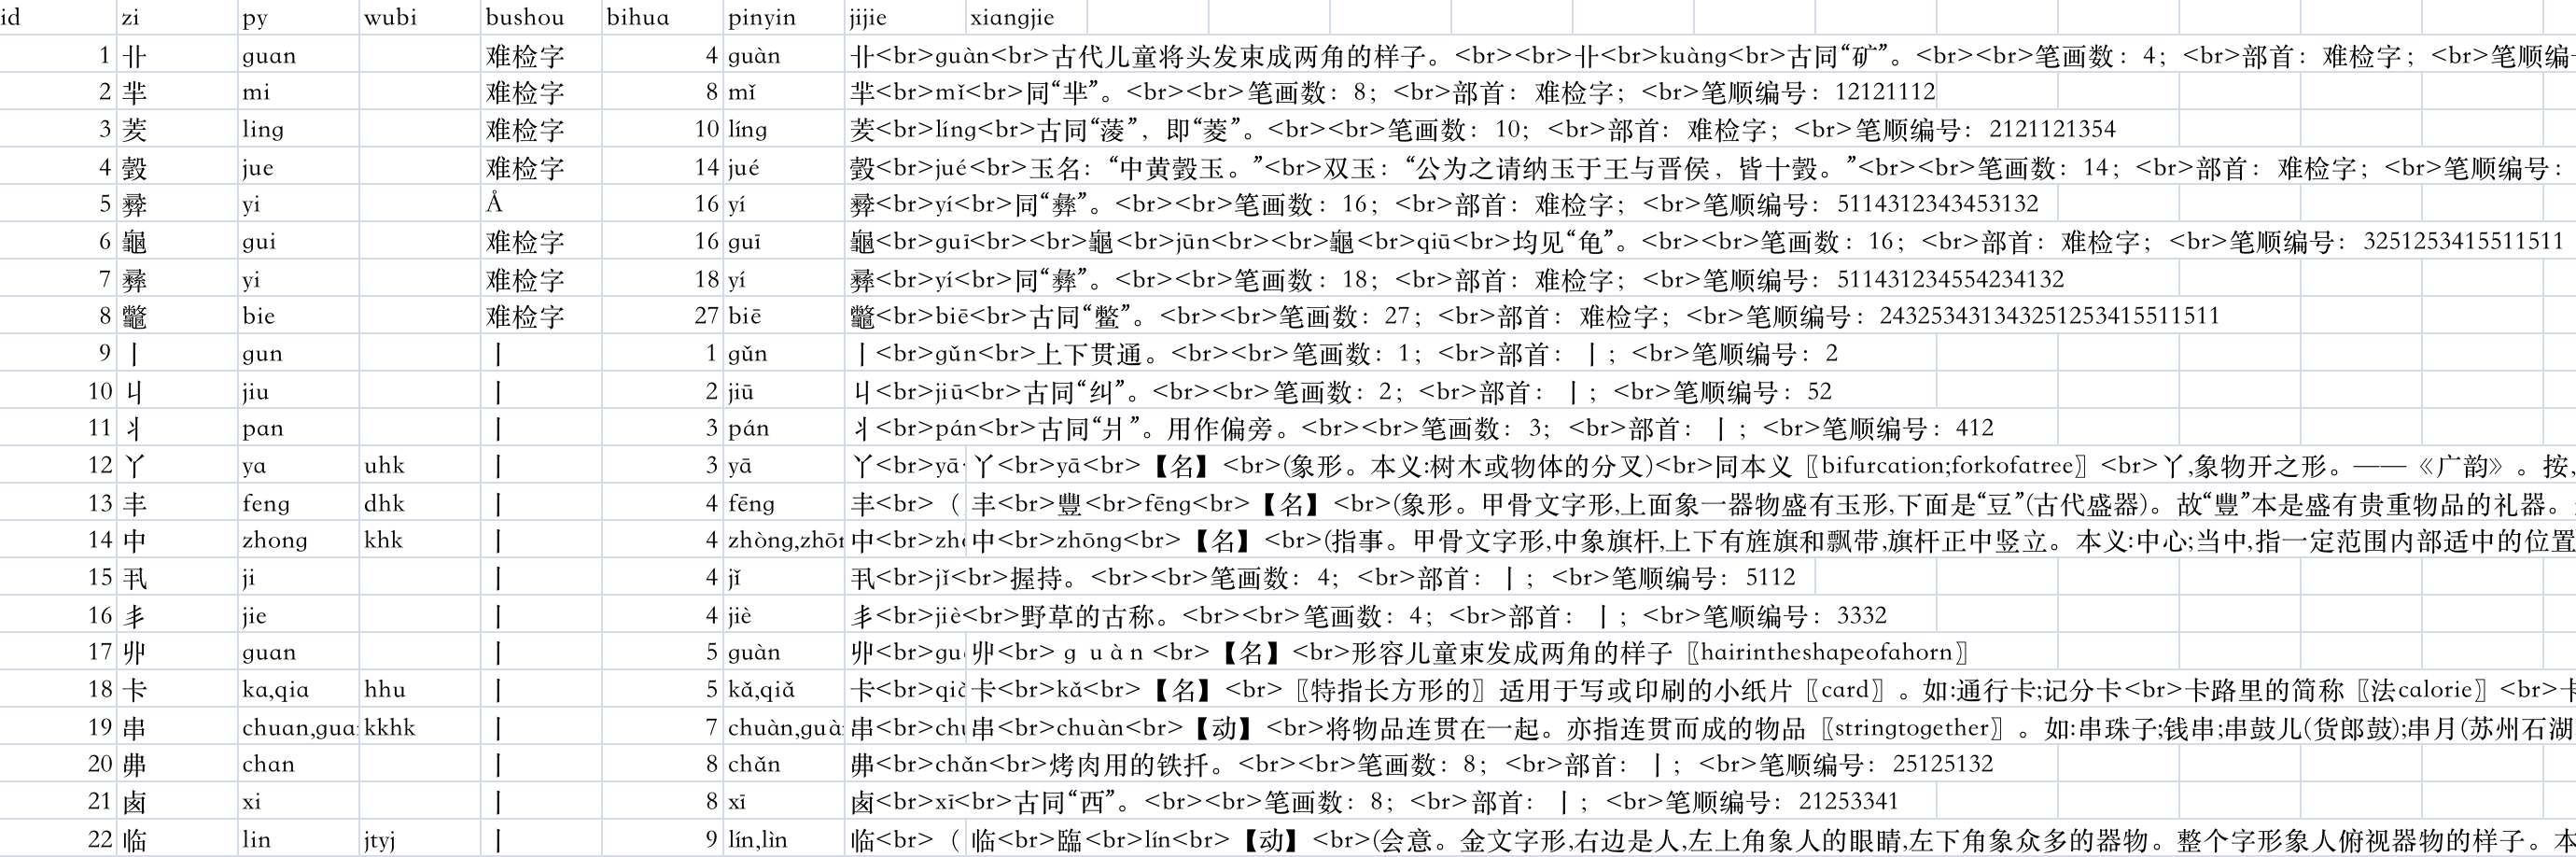 id zi py wubi bushou bihua pinyin jijie xiangjie
1 卝 guan 难检字 4 guàn 卝<br>guàn<br>古代儿童将头发束成两角的样子。<br><br>卝<br>kuàng<br>古同“矿”。<br><br>笔画数：4；<br>部首：难检字；<br>笔顺编
2 芈 mi 难检字 8 mǐ 芈<br>mǐ<br>同“芈”。<br><br>笔画数：8；<br>部首：难检字；<br>笔顺编号：12121112
3 ling 难检字 10 líng <br>líng<br>古同“蔆”，即“菱”。<br><br>笔画数：10；<br>部首：难检字；<br>笔顺编号：2121121354
4 瑴 jue 难检字 14 jué 瑴<br>jué<br>玉名：“中黄瑴玉。”<br>双玉：“公为之请纳玉于王与晋侯，皆十瑴。”<br><br>笔画数：14；<br>部首：难检字；<br>笔顺编号：
5 彛 yi Å 16 yí 彛<br>yí<br>同“彝”。<br><br>笔画数：16；<br>部首：难检字；<br>笔顺编号：5114312343453132
6 龜 gui 难检字 16 guī 龜<br>guī<br><br>龜<br>jūn<br><br>龜<br>qiū<br>均见“龟”。<br><br>笔画数：16；<br>部首：难检字；<br>笔顺编号：3251253415511511
7 彜 yi 难检字 18 yí 彜<br>yí<br>同“彝”。<br><br>笔画数：18；<br>部首：难检字；<br>笔顺编号：511431234554234132
8 龞 bie 难检字 27 biē 龞<br>biē<br>古同“鳖”。<br><br>笔画数：27；<br>部首：难检字；<br>笔顺编号：243253431343251253415511511
9 丨 gun 丨 1 gǔn 丨<br>gǔn<br>上下贯通。<br><br>笔画数：1；<br>部首：丨；<br>笔顺编号：2
10 丩 jiu 丨 2 jiū 丩<br>jiū<br>古同“纠”。<br><br>笔画数：2；<br>部首：丨；<br>笔顺编号：52
11 丬 pan 丨 3 pán 丬<br>pán<br>古同“爿”。用作偏旁。<br><br>笔画数：3；<br>部首：丨；<br>笔顺编号：412
12 丫 ya uhk 丨 3 yā 丫<br>yā 丫<br>yā<br>【名】<br>(象形。本义:树木或物体的分叉)<br>同本义〖bifurcation;forkofatree〗<br>丫,象物开之形。——《广韵》。按,
13 丰 feng dhk 丨 4 fēng 丰<br>（ 丰<br>豐<br>fēng<br>【名】<br>(象形。甲骨文字形,上面象一器物盛有玉形,下面是“豆”(古代盛器)。故“豐”本是盛有贵重物品的礼器。
14 中 zhong khk 丨 4 zhòng,zhōn 中<br>zhō 中<br>zhōng<br>【名】<br>(指事。甲骨文字形,中象旗杆,上下有旌旗和飘带,旗杆正中竖立。本义:中心;当中,指一定范围内部适中的位置
15 丮 ji 丨 4 jǐ 丮<br>jǐ<br>握持。<br><br>笔画数：4；<br>部首：丨；<br>笔顺编号：5112
16 丯 jie 丨 4 jiè 丯<br>jiè<br>野草的古称。<br><br>笔画数：4；<br>部首：丨；<br>笔顺编号：3332
17 丱 guan 丨 5 guàn 丱<br>gu 丱<br>ｇｕàｎ<br>【名】<br>形容儿童束发成两角的样子〖hairintheshapeofahorn〗
18 卡 ka,qia hhu 丨 5 kǎ,qiǎ 卡<br>qi 卡<br>kǎ<br>【名】<br>〖特指长方形的〗适用于写或印刷的小纸片〖card〗。如:通行卡;记分卡<br>卡路里的简称〖法calorie〗<br>
19 串 chuan,gua kkhk 丨 7 chuàn,guà 串<br>chu 串<br>chuàn<br>【动】<br>将物品连贯在一起。亦指连贯而成的物品〖stringtogether〗。如:串珠子;钱串;串鼓儿(货郎鼓);串月(苏州石湖
20 丳 chan 丨 8 chǎn 丳<br>chǎn<br>烤肉用的铁扦。<br><br>笔画数：8；<br>部首：丨；<br>笔顺编号：25125132
21 xi 丨 8 xī <br>xī<br>古同“西”。<br><br>笔画数：8；<br>部首：丨；<br>笔顺编号：21253341
22 临 lin jtyj 丨 9 lín,lìn 临<br>（ 临<br>臨<br>lín<br>【动】<br>(会意。金文字形,右边是人,左上角象人的眼睛,左下角象众多的器物。整个字形象人俯视器物的样子。本